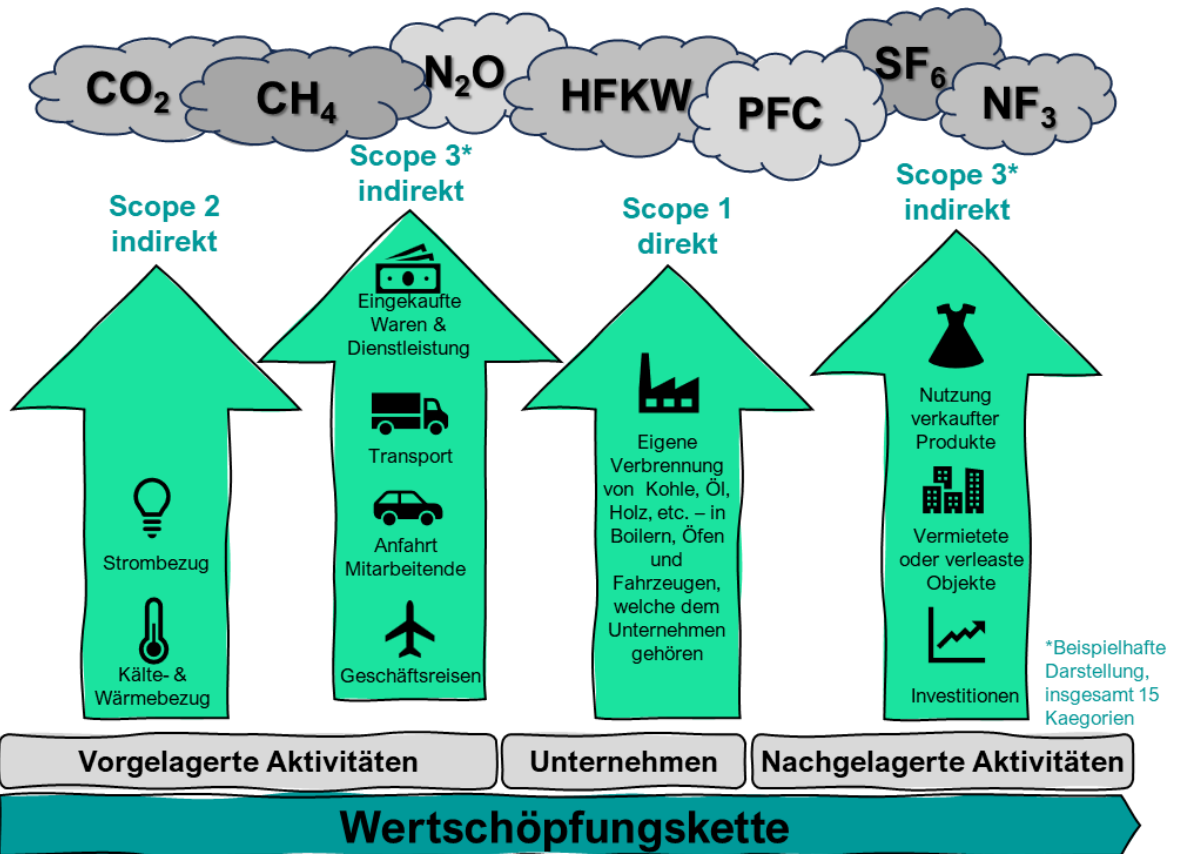 CO₂
CH₄
N₂O
HFKW
PFC
SF₆
NF₃
Scope 2
indirekt
Scope 3*
indirekt
Scope 1
direkt
Scope 3*
indirekt
Strombezug
Kälte- &
Wärmebezug
Eingekaufte
Waren &
Dienstleistung
Transport
Anfahrt
Mitarbeitende
Geschäftsreisen
Eigene
Verbrennung
von Kohle, Öl,
Holz, etc. – in
Boilern, Öfen
und
Fahrzeugen,
welche dem
Unternehmen
gehören
Nutzung
verkaufter
Produkte
Vermietete
oder verleaste
Objekte
Investitionen
*Beispielhafte
Darstellung,
insgesamt 15
Kaegorien
Vorgelagerte Aktivitäten
Unternehmen
Nachgelagerte Aktivitäten
Wertschöpfungskette